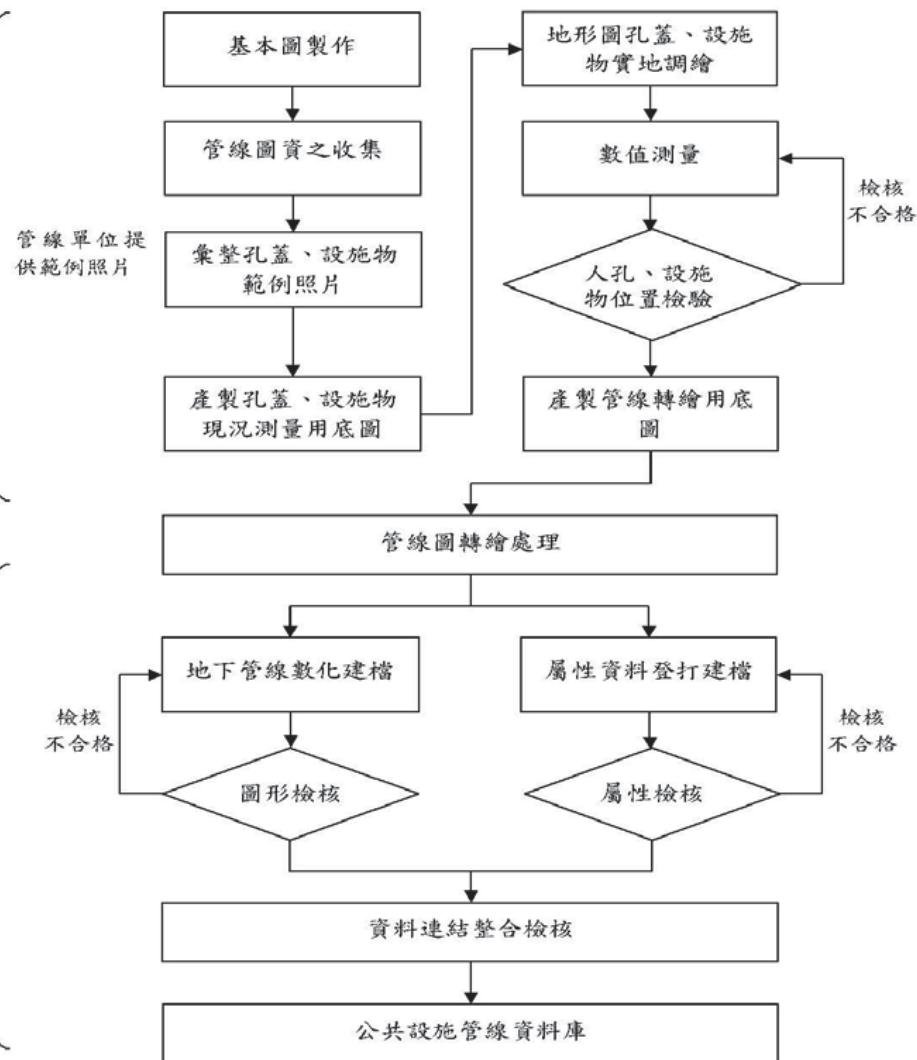 基本圖製作
管線圖資之收集
管線單位提
供範例照片
彙整孔蓋、設施物
範例照片
產製孔蓋、設施物
現況測量用底圖
地形圖孔蓋、設施
物實地調繪
數值測量
檢核
不合格
人孔、設施
物位置檢驗
產製管線轉繪用底
圖
管線圖轉繪處理
地下管線數化建檔
檢核
不合格
圖形檢核
屬性資料登打建檔
檢核
不合格
屬性檢核
資料連結整合檢核
公共設施管線資料庫